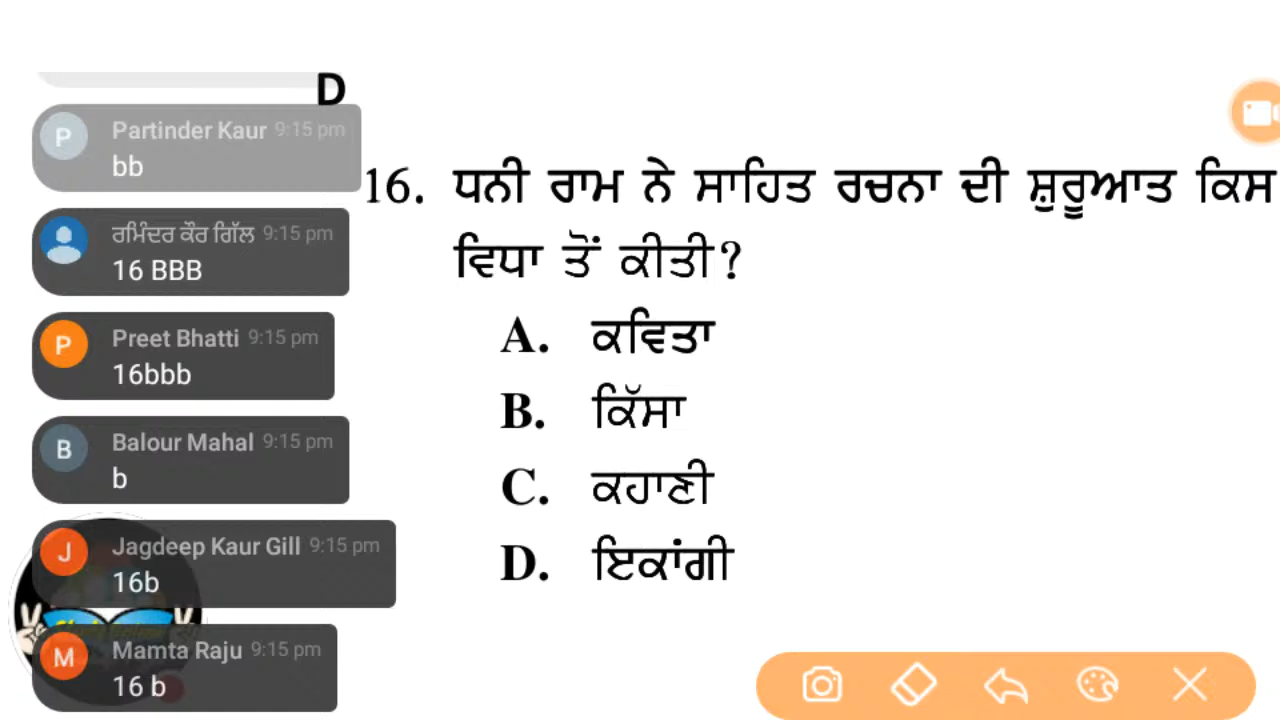 D
Partinder Kaur 9:15 pm
bb
ਰਮਿੰਦਰ ਕੌਰ ਗਿੱਲ 9:15 pm
16 BBB
Preet Bhatti 9:15 pm
16bbb
Balour Mahal 9:15 pm
b
Jagdeep Kaur Gill 9:15 pm
16b
Mamta Raju 9:15 pm
16 b
16. ਧਨੀ ਰਾਮ ਨੇ ਸਾਹਿਤ ਰਚਨਾ ਦੀ ਸ਼ੁਰੂਆਤ ਕਿਸ
ਵਿਧਾ ਤੋਂ ਕੀਤੀ?
A. ਕਵਿਤਾ
B. ਕਿੱਸਾ
C. ਕਹਾਣੀ
D. ਇਕਾਂਗੀ